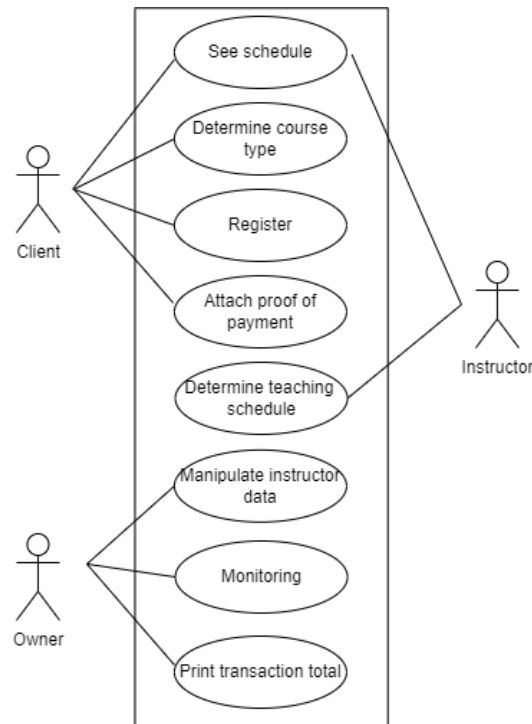 See schedule
Determine course
type
Client
Register
Attach proof of
payment
Instructor
Determine teaching
schedule
Manipulate instructor
data
Monitoring
Owner
Print transaction total